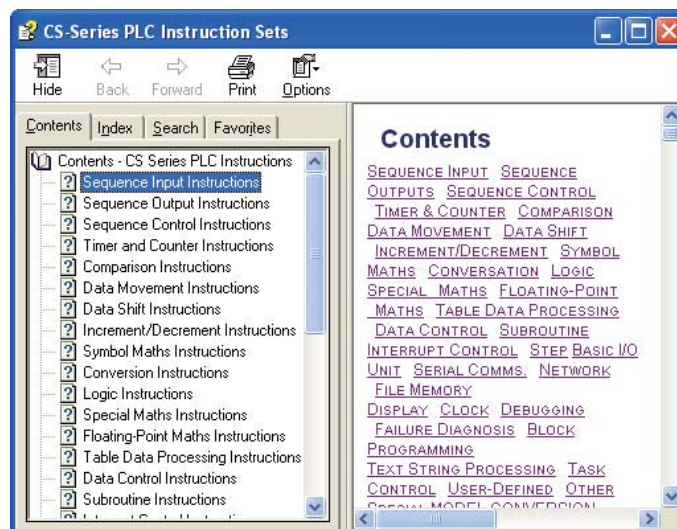 CS-Series PLC Instruction Sets
Hide Back Forward Print Options
Contents Index Search Favorites
Contents - CS Series PLC Instructions
Sequence Input Instructions
Sequence Output Instructions
Sequence Control Instructions
Timer and Counter Instructions
Comparison Instructions
Data Movement Instructions
Data Shift Instructions
Increment/Decrement Instructions
Symbol Maths Instructions
Conversion Instructions
Logic Instructions
Special Maths Instructions
Floating-Point Maths Instructions
Table Data Processing Instructions
Data Control Instructions
Subroutine Instructions
Contents
SEQUENCE INPUT SEQUENCE
OUTPUTS SEQUENCE CONTROL
TIMER & COUNTER COMPARISON
DATA MOVEMENT DATA SHIFT
INCREMENT/DECREMENT SYMBOL
MATHS CONVERSATION LOGIC
SPECIAL MATHS FLOATING-POINT
MATHS TABLE DATA PROCESSING
DATA CONTROL SUBROUTINE
INTERRUPT CONTROL STEP BASIC I/O
UNIT SERIAL COMMS. NETWORK
FILE MEMORY
DISPLAY CLOCK DEBUGGING
FAILURE DIAGNOSIS BLOCK
PROGRAMMING
TEXT STRING PROCESSING TASK
CONTROL USER-DEFINED OTHER
SPECIAL MODEL CONVERSION